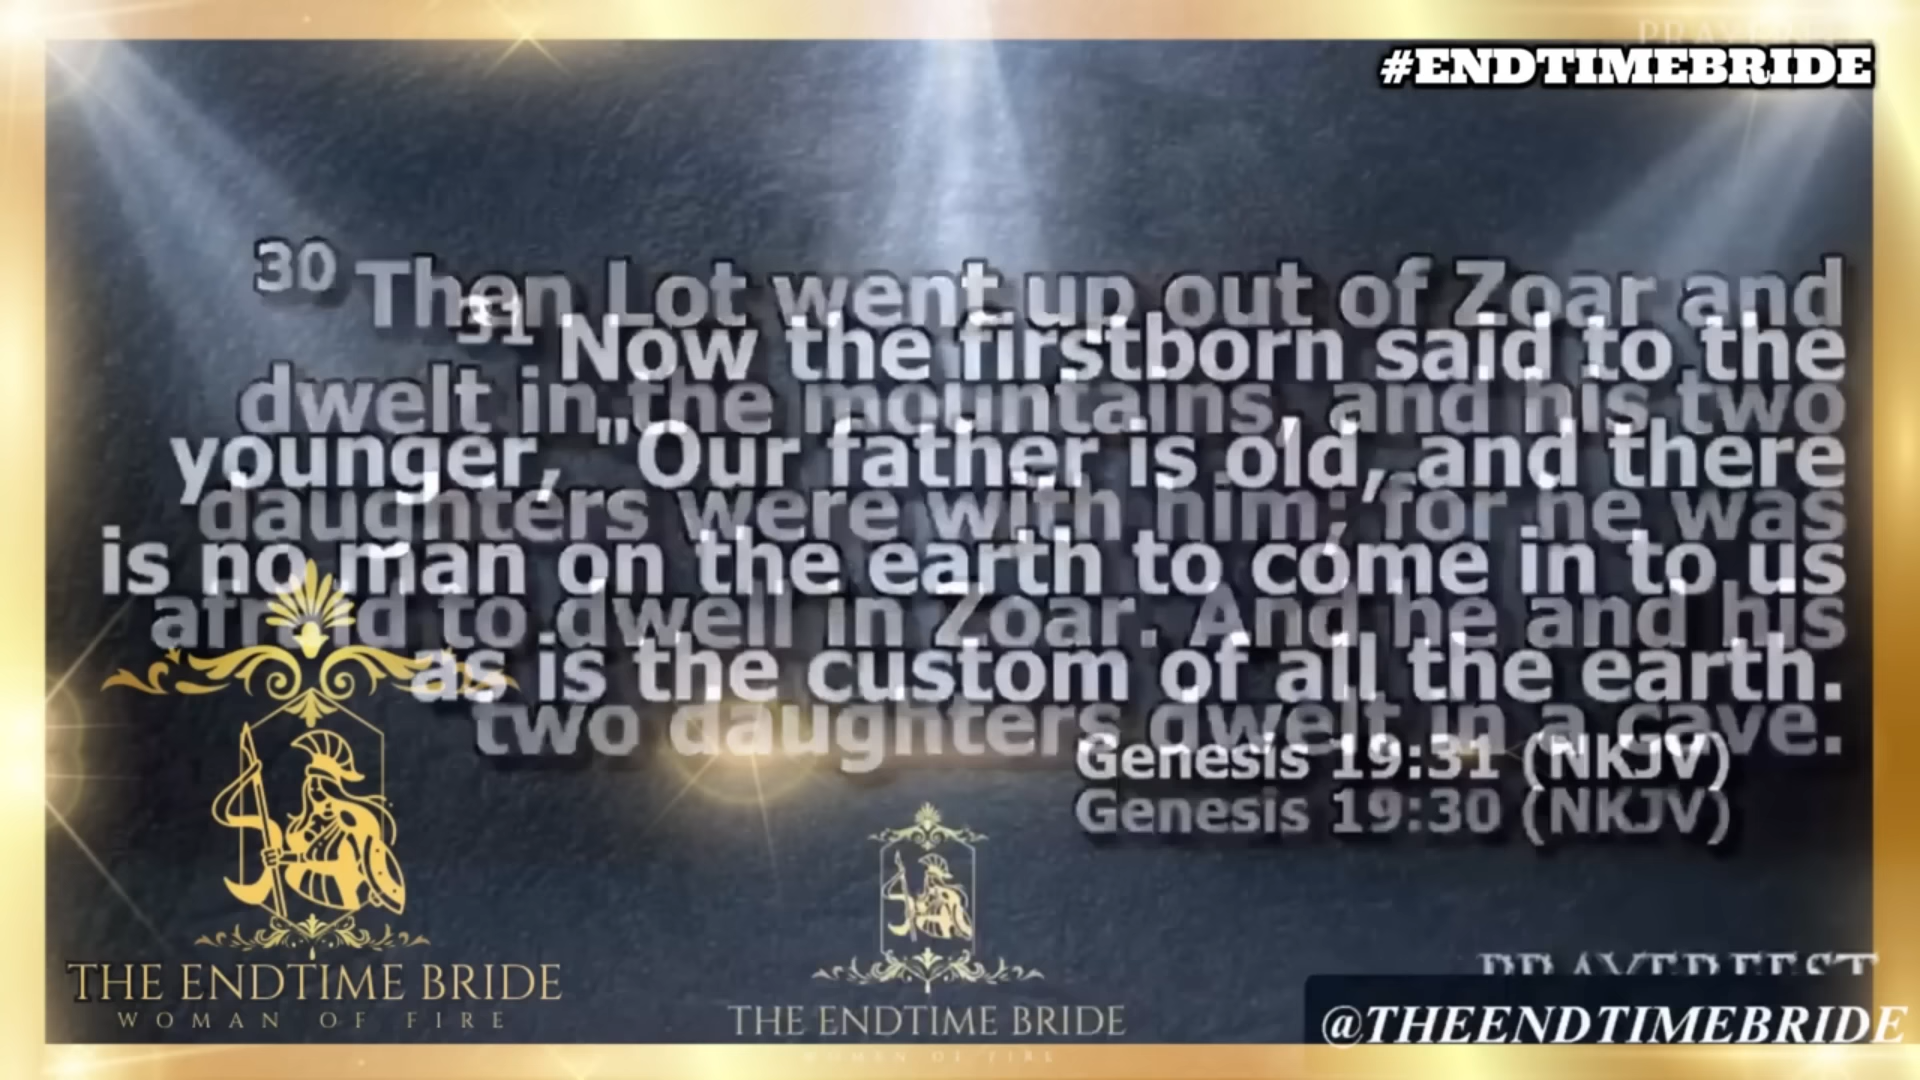 #ENDTIMEBRIDE
30 Then Lot went up out of Zoar and
dwelt in the mountains, and his two
daughters were with him; for he was
afraid to dwell in Zoar. And he and his
two daughters dwelt in a cave.
Genesis 19:30 (NKJV)
31 Now the firstborn said to the
younger, "Our father is old, and there
is no man on the earth to come in to us
as is the custom of all the earth.
Genesis 19:31 (NKJV)
THE ENDTIME BRIDE
WOMAN OF FIRE
THE ENDTIME BRIDE
WOMEN OF FIRE
PRAYERFEST
@THEENDTIMEBRIDE